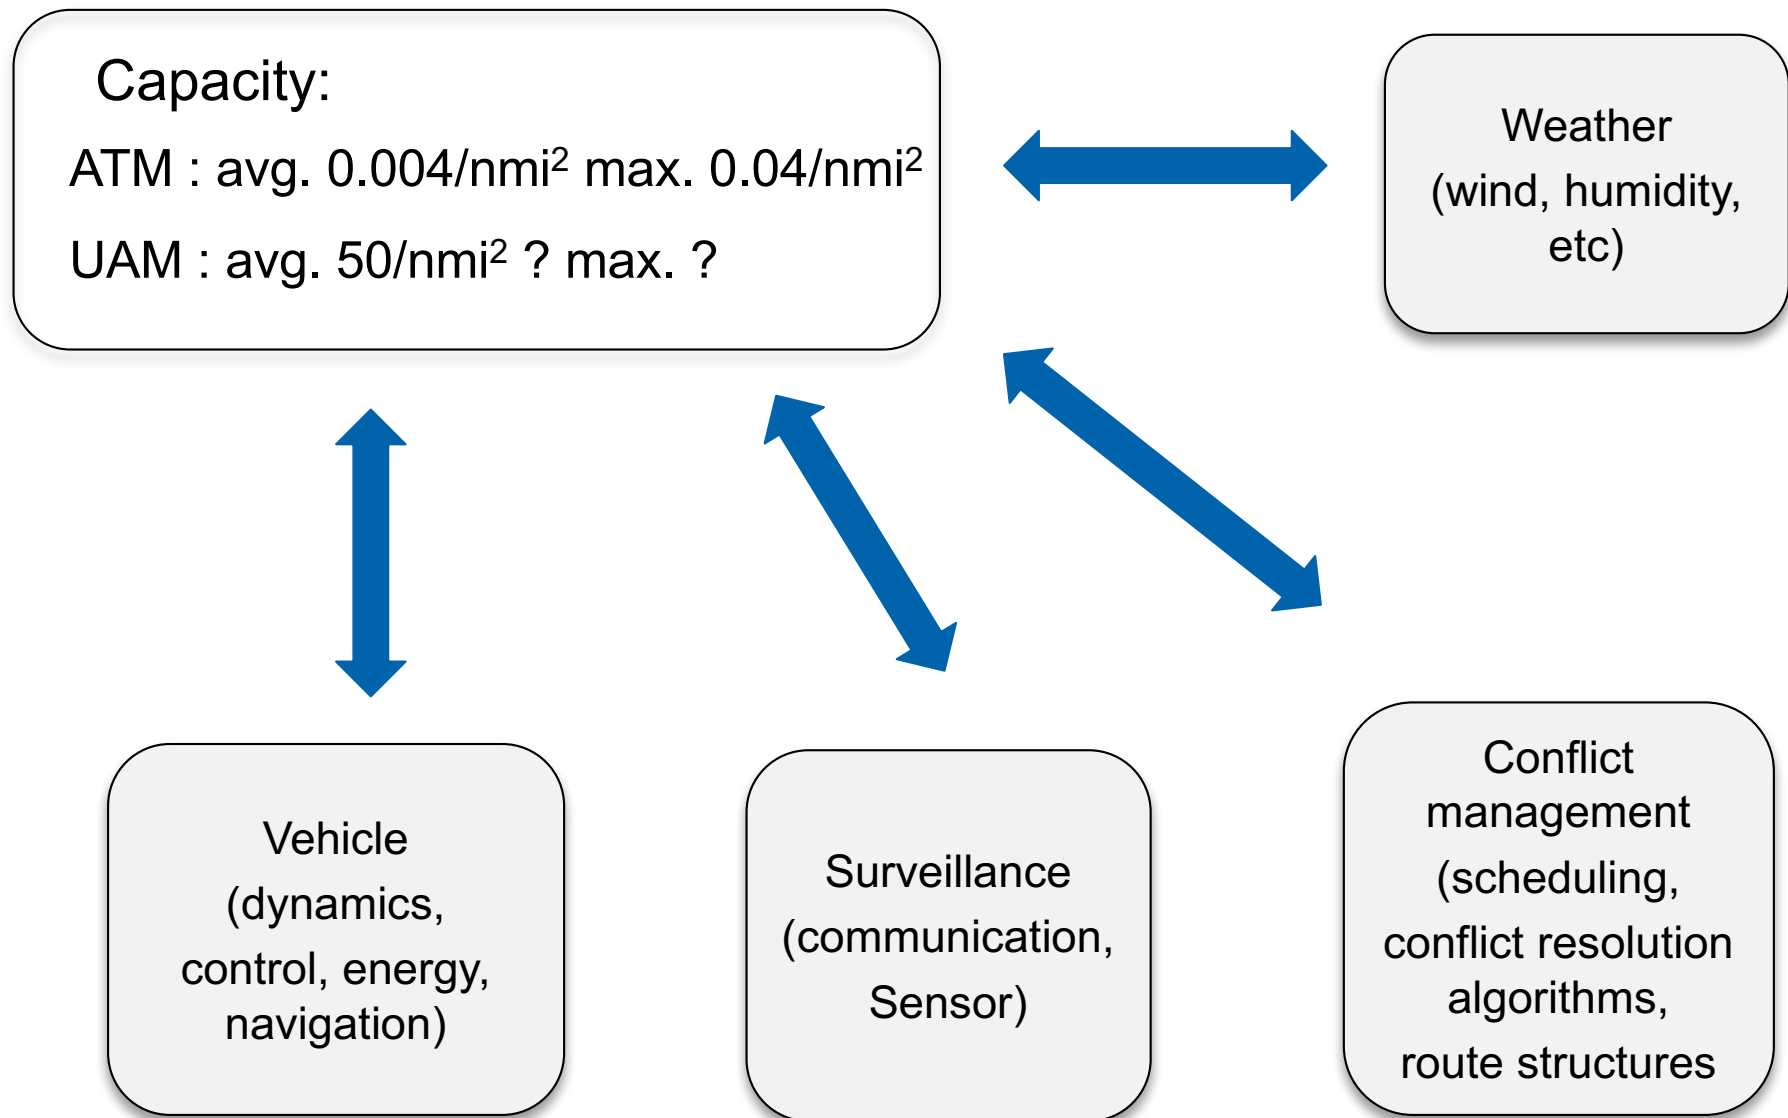 Capacity:
ATM : avg. 0.004/nmi² max. 0.04/nmi²
UAM : avg. 50/nmi² ? max. ?
Weather
(wind, humidity,
etc)
Vehicle
(dynamics,
control, energy,
navigation)
Surveillance
(communication,
Sensor)
Conflict
management
(scheduling,
conflict resolution
algorithms,
route structures